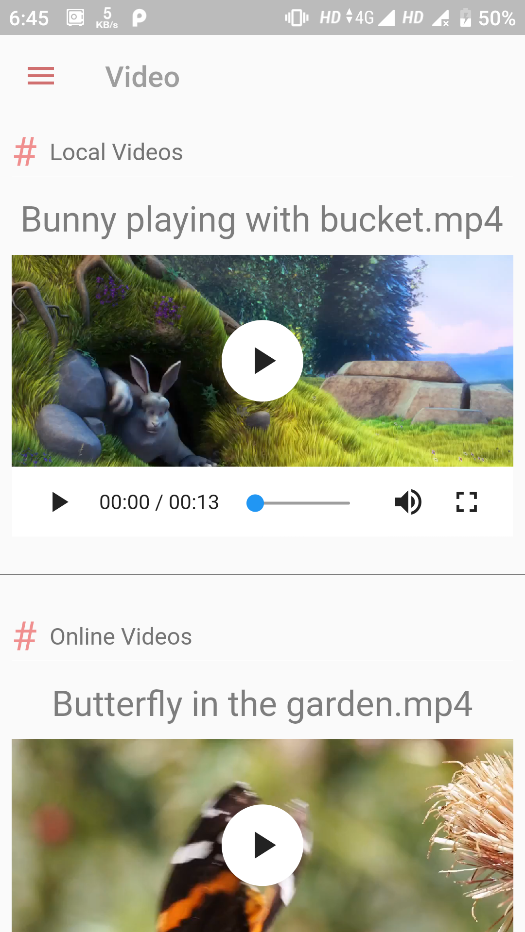 6:45 5 KB/s HD 4G HD 50%
Video
# Local Videos
Bunny playing with bucket.mp4
00:00 / 00:13
# Online Videos
Butterfly in the garden.mp4